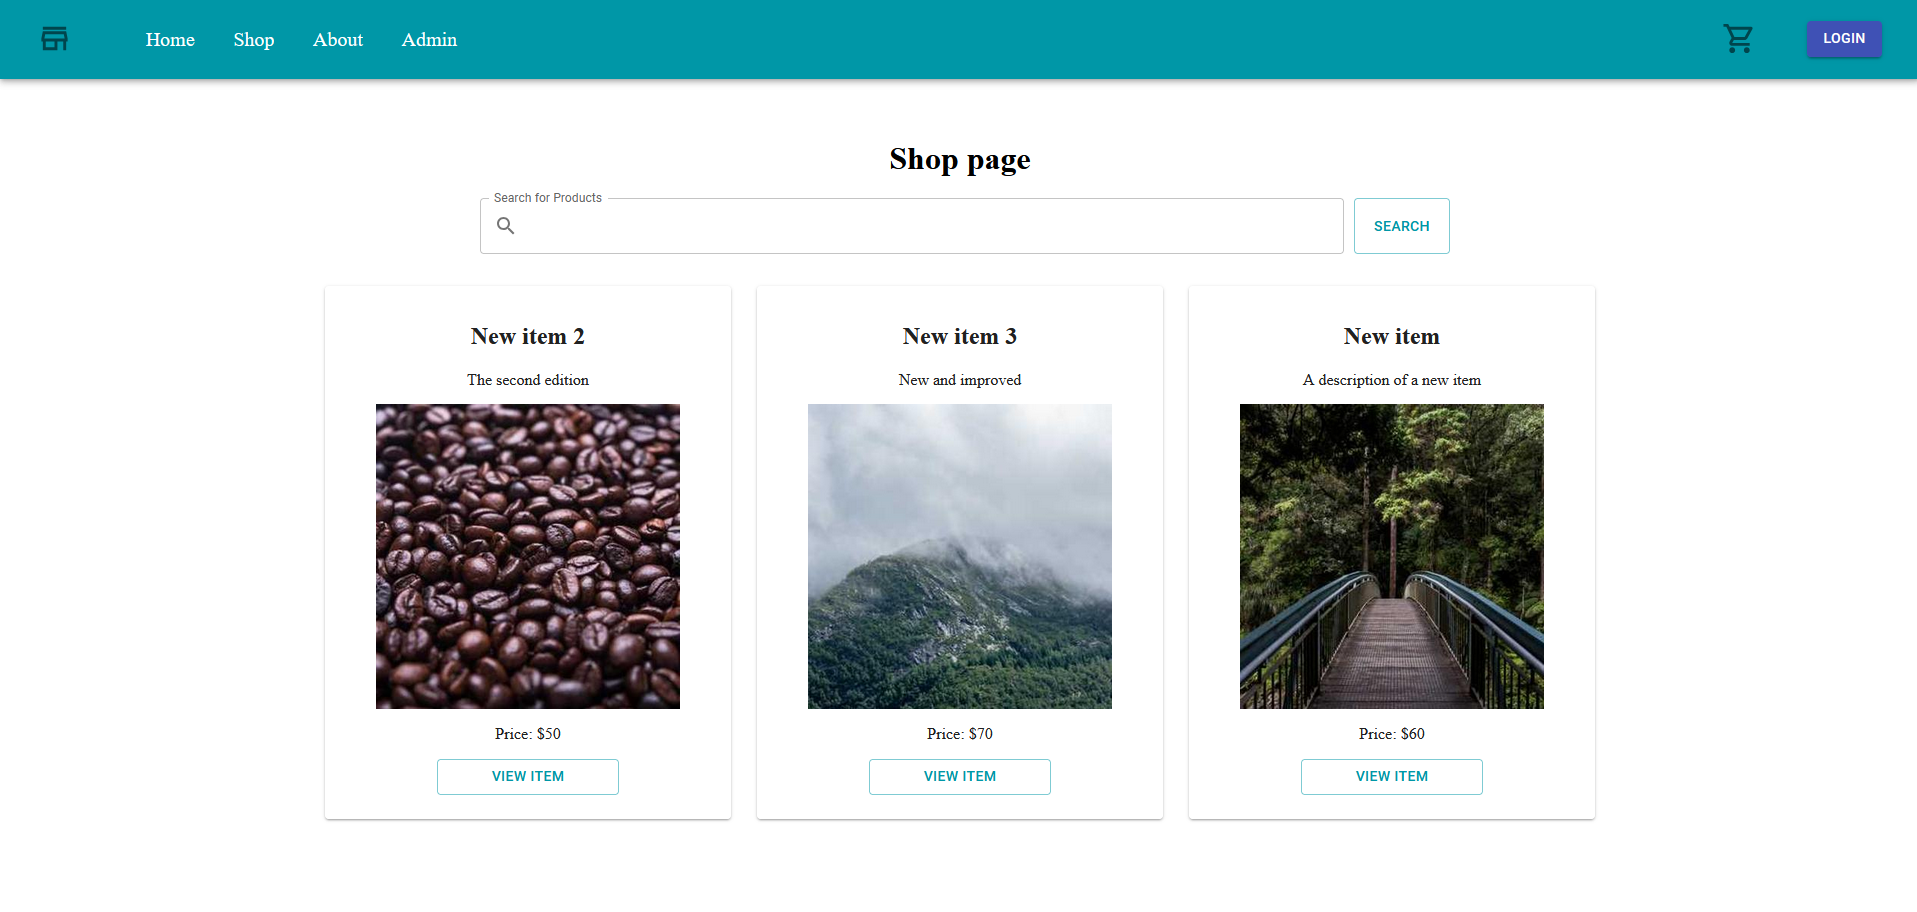 Home Shop About Admin LOGIN
Shop page
Search for Products
SEARCH
New item 2
The second edition
Price: $50
VIEW ITEM
New item 3
New and improved
Price: $70
VIEW ITEM
New item
A description of a new item
Price: $60
VIEW ITEM